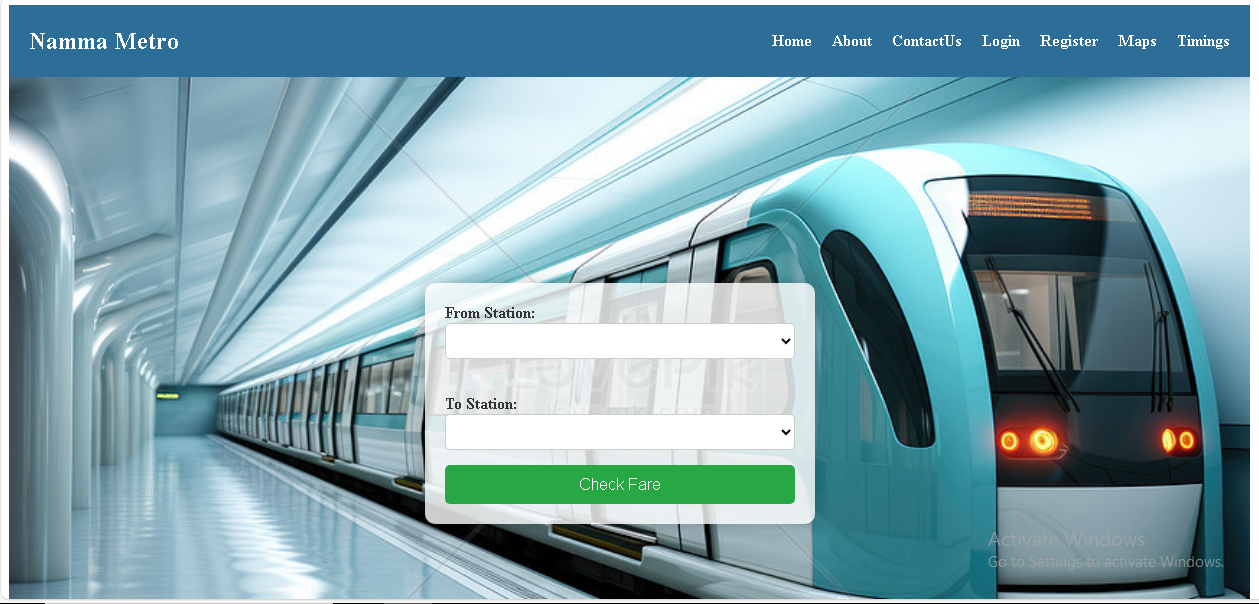 Namma Metro
Home About ContactUs Login Register Maps Timings
From Station:
To Station:
Check Fare
Activate Windows
Go to Settings to activate Windows.